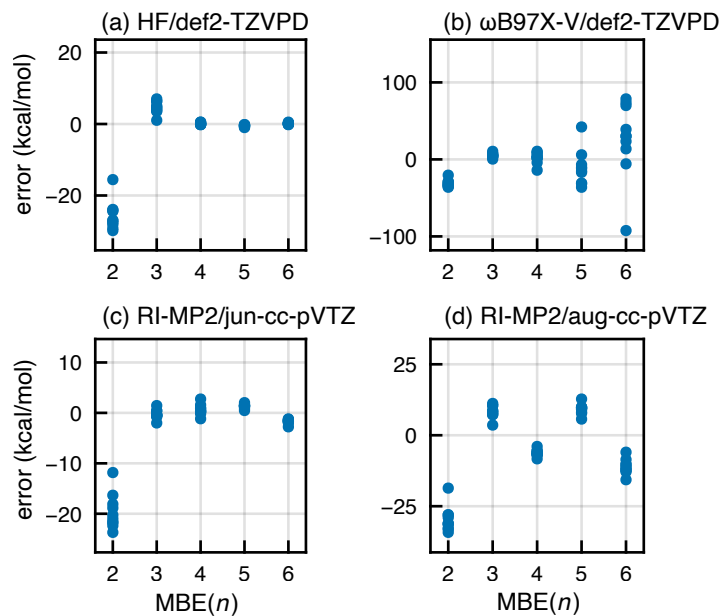 (a) HF/def2-TZVPD
(b) ωB97X-V/def2-TZVPD
error (kcal/mol)
20
0
−20
2 3 4 5 6
100
0
−100
2 3 4 5 6
(c) RI-MP2/jun-cc-pVTZ
(d) RI-MP2/aug-cc-pVTZ
error (kcal/mol)
10
0
−10
−20
2 3 4 5 6
MBE(n)
25
0
−25
2 3 4 5 6
MBE(n)